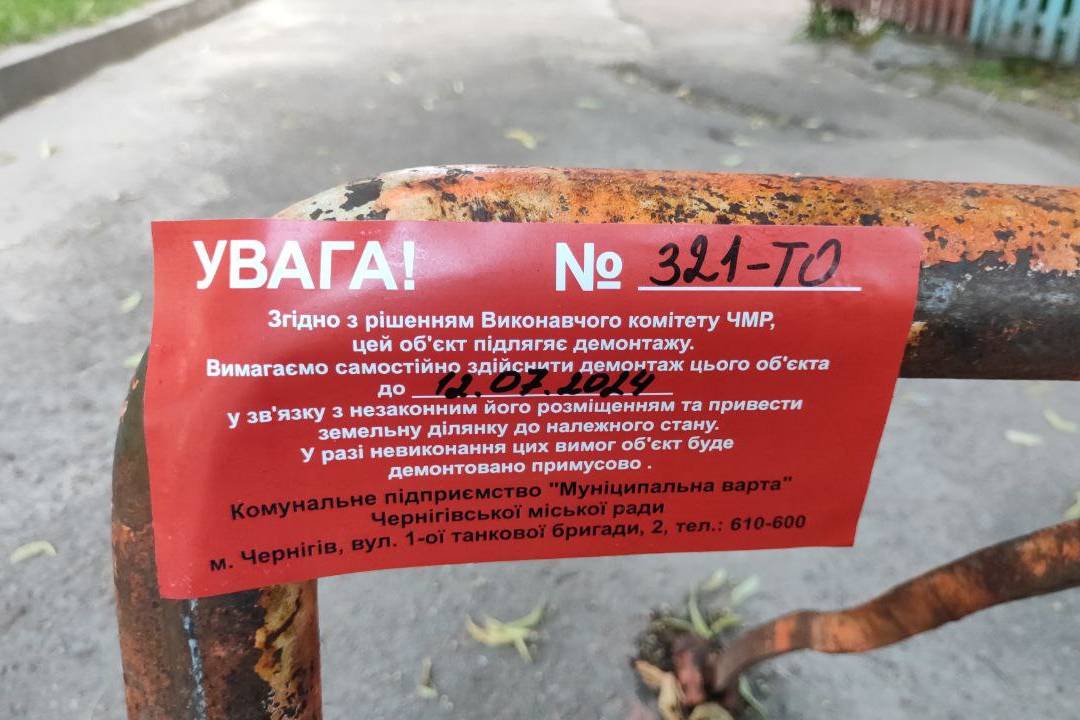 УВАГА! № 321-ТО
Згідно з рішенням Виконавчого комітету ЧМР,
цей об'єкт підлягяє демонтажу.
Вимагаємо самостійно здійснити демонтаж цього об'єкта
до 12.07.2024
у зв'язку з незаконним його розміщенням та привести
земельну ділянку до належного стану.
У разі невиконання цих вимог об'єкт буде
демонтовано примусово .
Комунальне підприємство "Муніципальна варта"
Чернігівської міської ради
м. Чернігів, вул. 1-ої танкової бригади, 2, тел.: 610-600